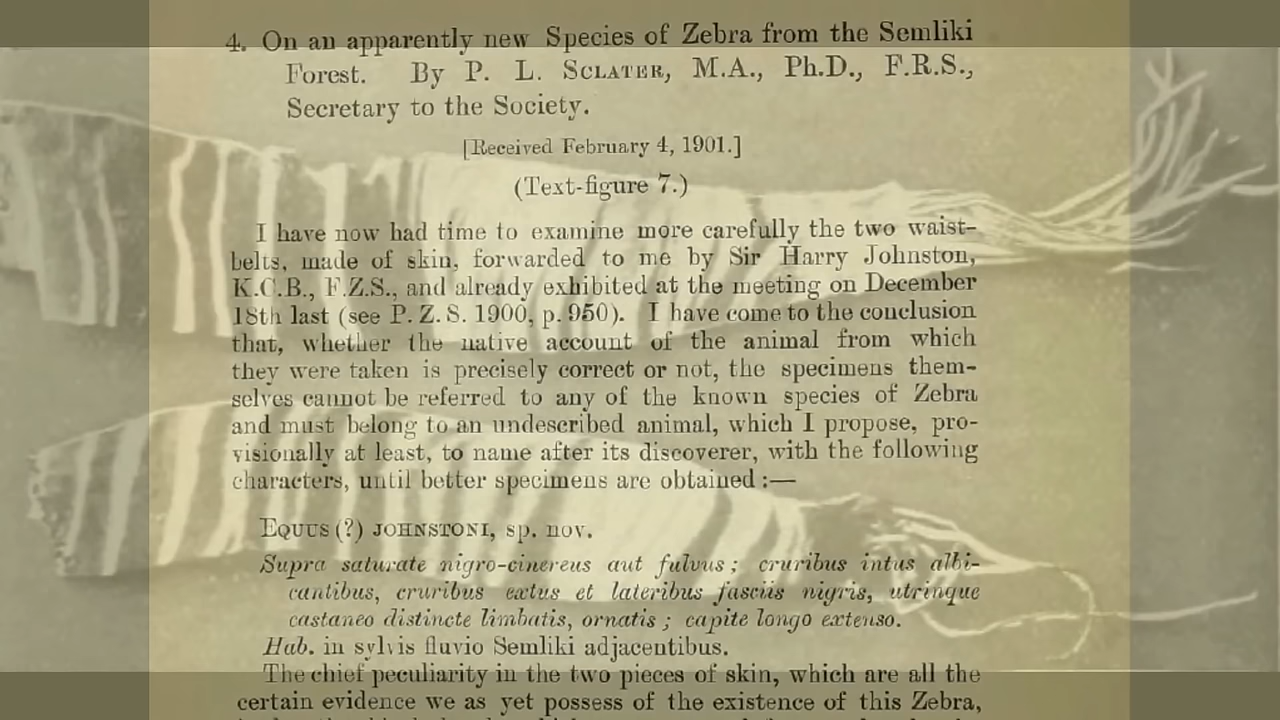 4. On an apparently new Species of Zebra from the Semliki
Forest. By P. L. SCLATER, M.A., Ph.D., F.R.S.,
Secretary to the Society.
[Received February 4, 1901.]
(Text-figure 7.)
I have now had time to examine more carefully the two waist-
belts, made of skin, forwarded to me by Sir Harry Johnston,
K.C.B., F.Z.S., and already exhibited at the meeting on December
18th last (see P. Z. S. 1900, p. 950). I have come to the conclusion
that, whether the native account of the animal from which
they were taken is precisely correct or not, the specimens them-
selves cannot be referred to any of the known species of Zebra
and must belong to an undescribed animal, which I propose, pro-
visionally at least, to name after its discoverer, with the following
characters, until better specimens are obtained :—
EQUUS (?) JOHNSTONI, sp. nov.
Supra saturate nigro-cinereus aut fulvus ; cruribus intus albi-
cantibus, cruribus extus et lateribus fasciis nigris, utrinque
castaneo distincte limbatis, ornatis ; capite longo extenso.
Hab. in sylvis fluvio Semliki adjacentibus.
The chief peculiarity in the two pieces of skin, which are all the
certain evidence we as yet possess of the existence of this Zebra,